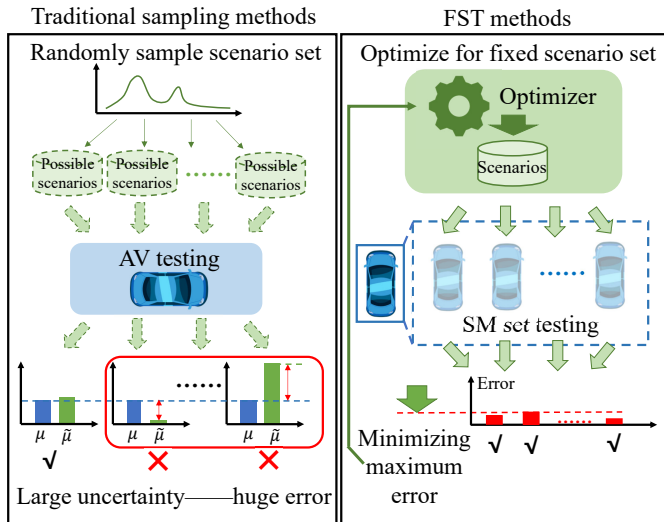 Traditional sampling methods
Randomly sample scenario set
Possible
scenarios
Possible
scenarios
Possible
scenarios
AV testing
μ
μ̃
μ
μ̃
μ
μ̃
Large uncertainty——huge error
FST methods
Optimize for fixed scenario set
Optimizer
Scenarios
SM set testing
Error
Minimizing
maximum
error